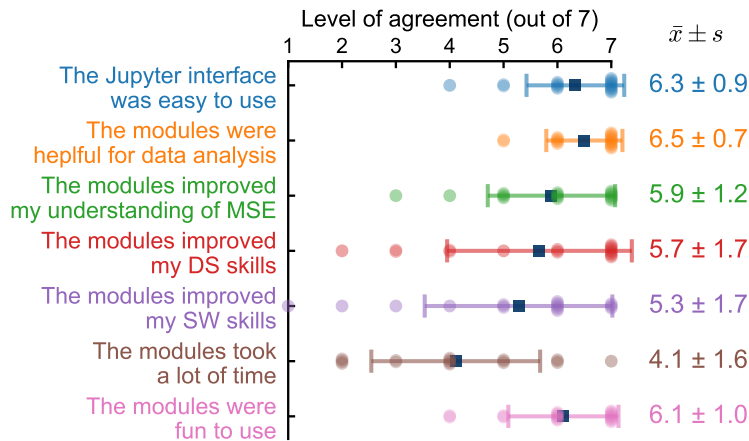 Level of agreement (out of 7)
x̄ ± s
1 2 3 4 5 6 7
The Jupyter interface
was easy to use
6.3 ± 0.9
The modules were
heplful for data analysis
6.5 ± 0.7
The modules improved
my understanding of MSE
5.9 ± 1.2
The modules improved
my DS skills
5.7 ± 1.7
The modules improved
my SW skills
5.3 ± 1.7
The modules took
a lot of time
4.1 ± 1.6
The modules were
fun to use
6.1 ± 1.0